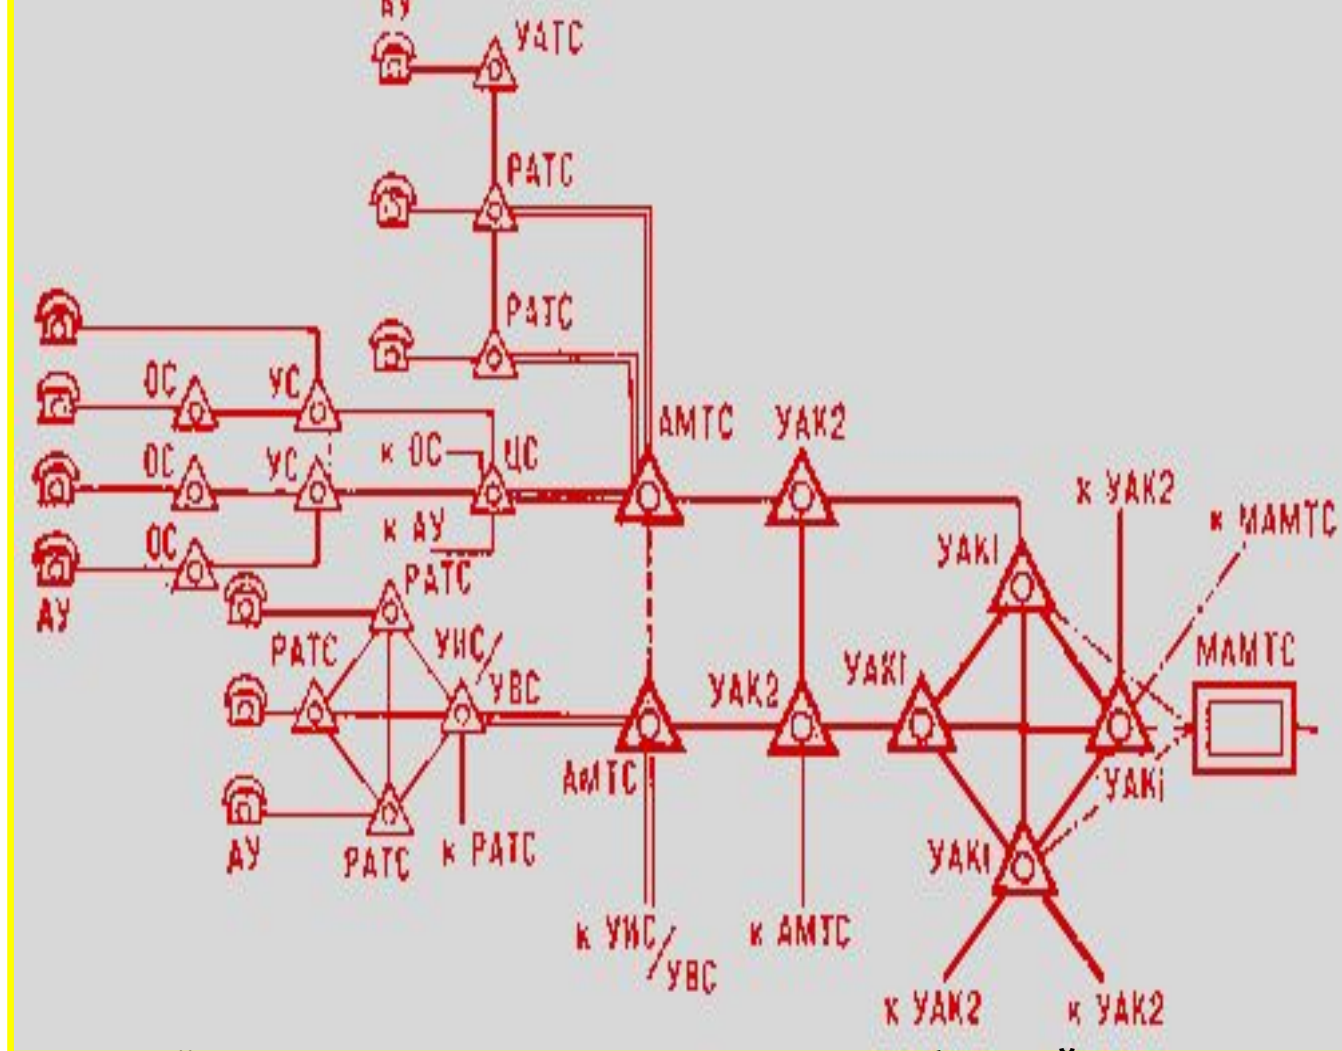 АУ
УАТС
РАТС
РАТС
ОС
УС
АМТС
УАК2
ОС
УС
к ОС
ЦС
к УАК2
к МАМТС
ОС
к АУ
УАК1
АУ
РАТС
РАТС
УИС/
УВС
УАК2
УАК1
МАМТС
АМТС
УАК1
АУ
РАТС
к РАТС
УАК1
к УИС/
УВС
к АМТС
к УАК2
к УАК2